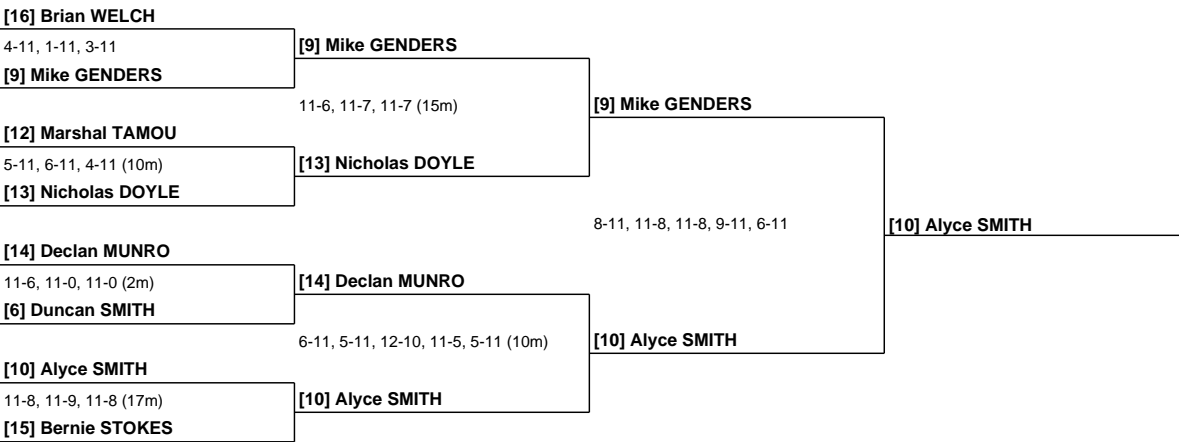 [16] Brian WELCH
4-11, 1-11, 3-11
[9] Mike GENDERS
[9] Mike GENDERS
11-6, 11-7, 11-7 (15m)
[9] Mike GENDERS
[12] Marshal TAMOU
5-11, 6-11, 4-11 (10m)
[13] Nicholas DOYLE
[13] Nicholas DOYLE
8-11, 11-8, 11-8, 9-11, 6-11
[10] Alyce SMITH
[14] Declan MUNRO
11-6, 11-0, 11-0 (2m)
[14] Declan MUNRO
[6] Duncan SMITH
6-11, 5-11, 12-10, 11-5, 5-11 (10m)
[10] Alyce SMITH
[10] Alyce SMITH
11-8, 11-9, 11-8 (17m)
[10] Alyce SMITH
[15] Bernie STOKES